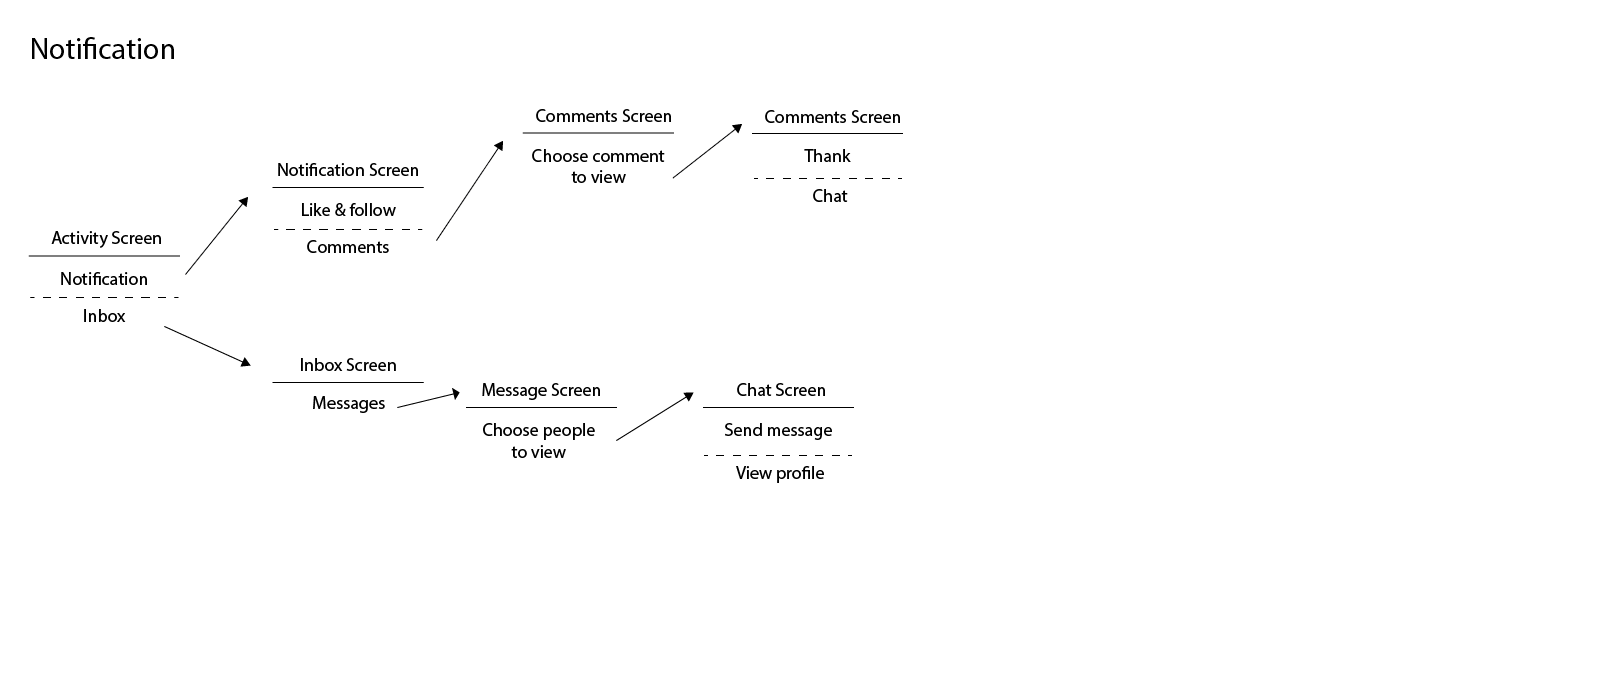 Notification
Activity Screen
Notification
Inbox
Notification Screen
Like & follow
Comments
Comments Screen
Choose comment
to view
Comments Screen
Thank
Chat
Inbox Screen
Messages
Message Screen
Choose people
to view
Chat Screen
Send message
View profile